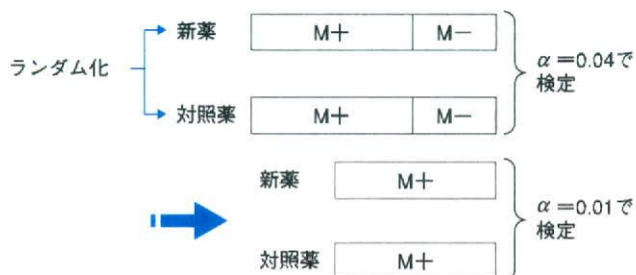 ランダム化
新薬 M＋ M－
対照薬 M＋ M－
α＝0.04で
検定
新薬 M＋
対照薬 M＋
α＝0.01で
検定